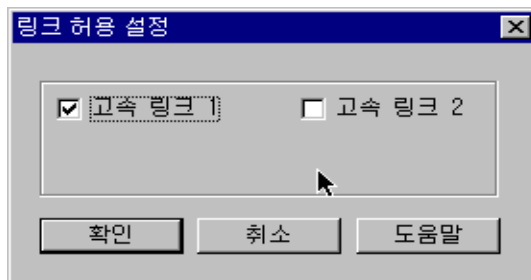 링크 허용 설정
고속 링크 1 고속 링크 2
확인 취소 도움말